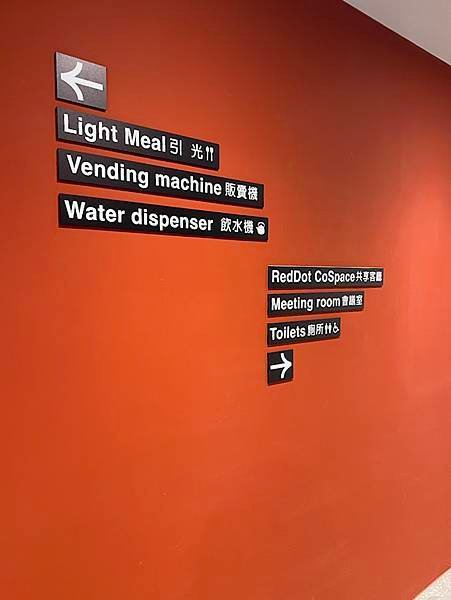 Light Meal 引 光
Vending machine 販賣機
Water dispenser 飲水機
RedDot CoSpace 共享客廳
Meeting room 會議室
Toilets 廁所